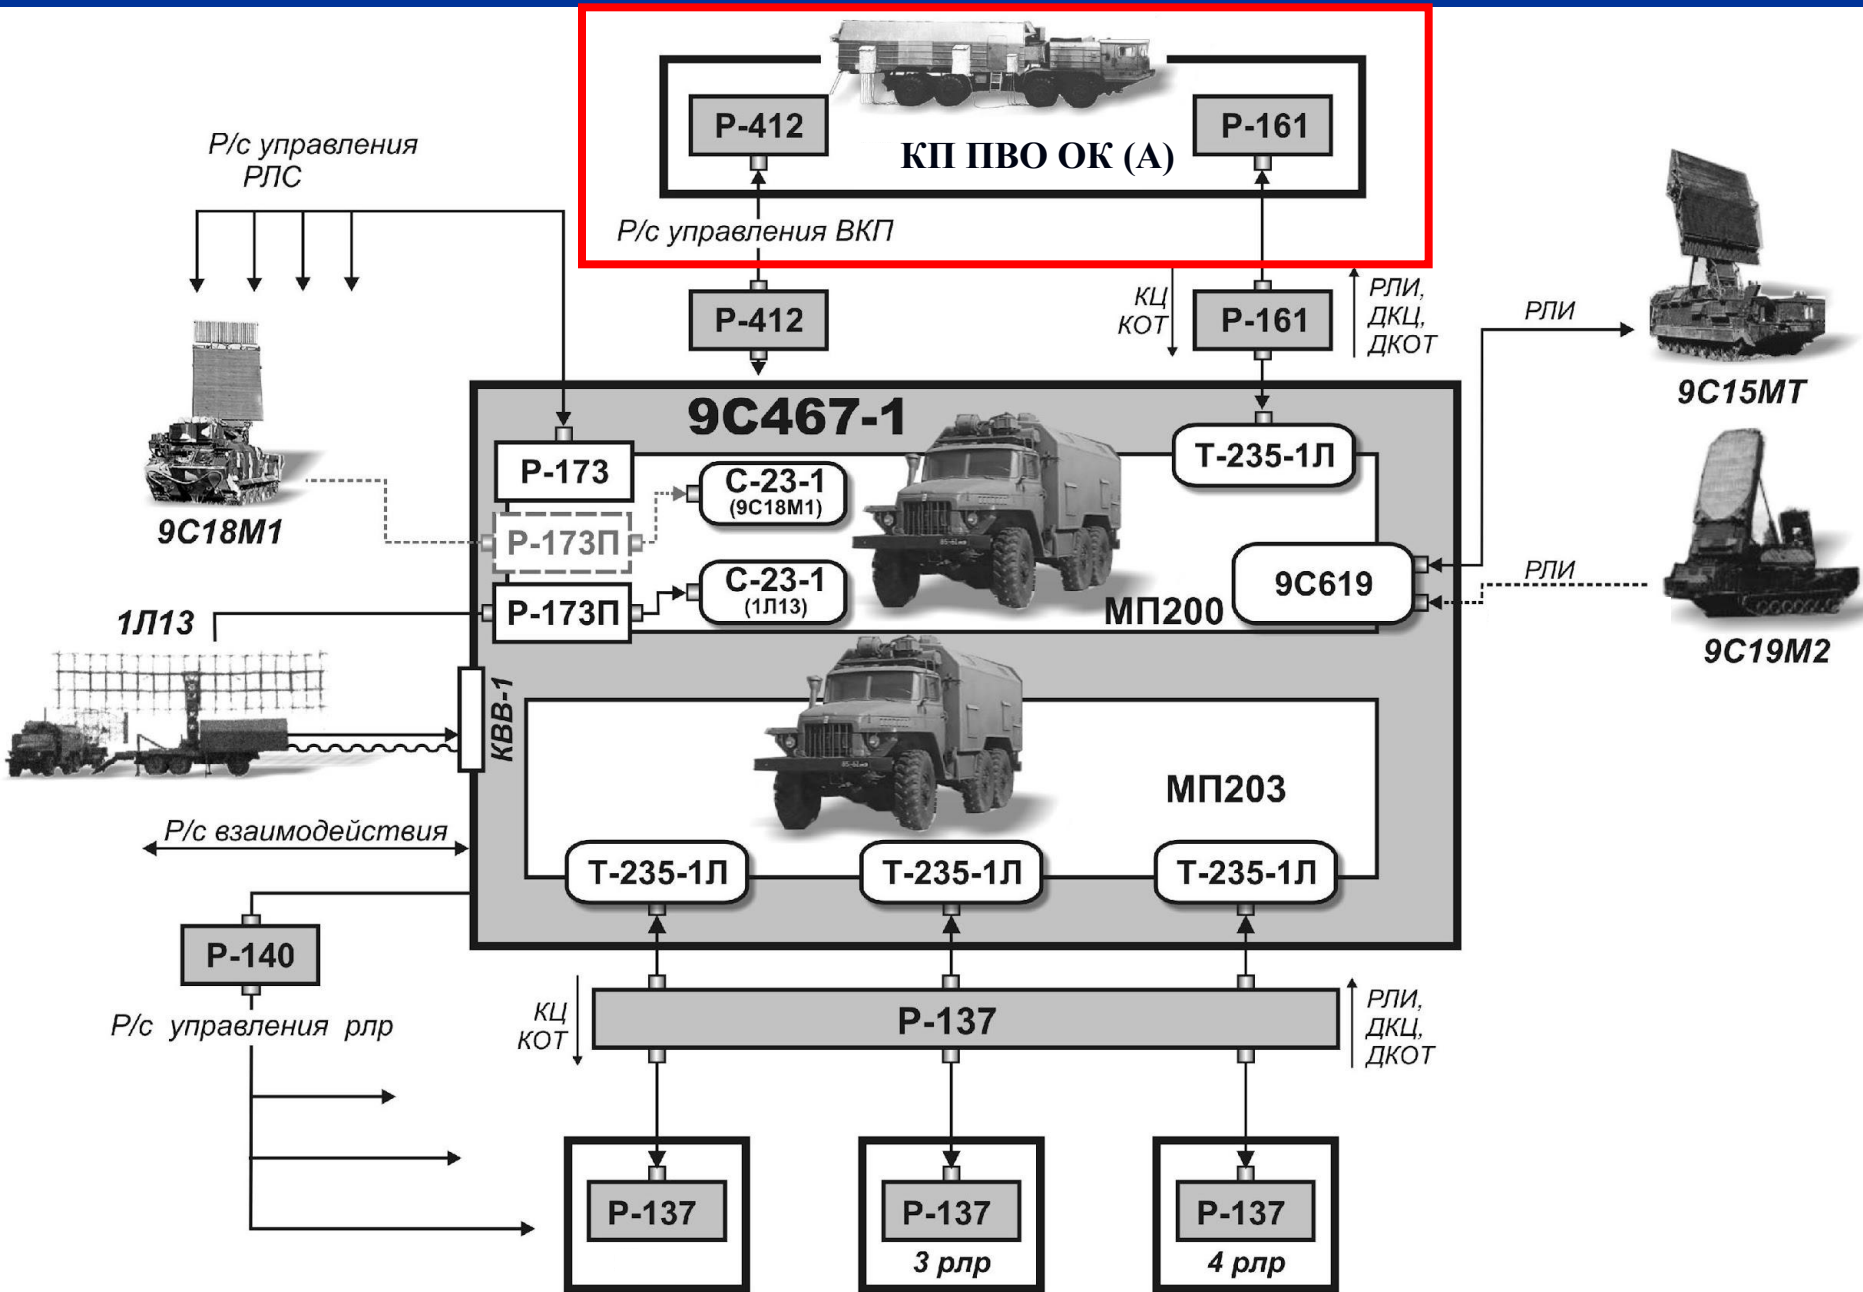 Р-412
Р-161
КП ПВО ОК (А)
Р/с управления
РЛС
Р/с управления ВКП
КЦ
КОТ
РЛИ,
ДКЦ,
ДКОТ
Р-412
Р-161
РЛИ
9С15МТ
9С467-1
Т-235-1Л
Р-173
С-23-1
(9С18М1)
9С18М1
Р-173П
С-23-1
(1Л13)
Р-173П
9С619
РЛИ
МП200
1Л13
9С19М2
КВВ-1
МП203
Р/с взаимодействия
Т-235-1Л
Т-235-1Л
Т-235-1Л
Р-140
КЦ
КОТ
Р-137
РЛИ,
ДКЦ,
ДКОТ
Р/с управления рлр
Р-137
Р-137
Р-137
3 рлр
4 рлр